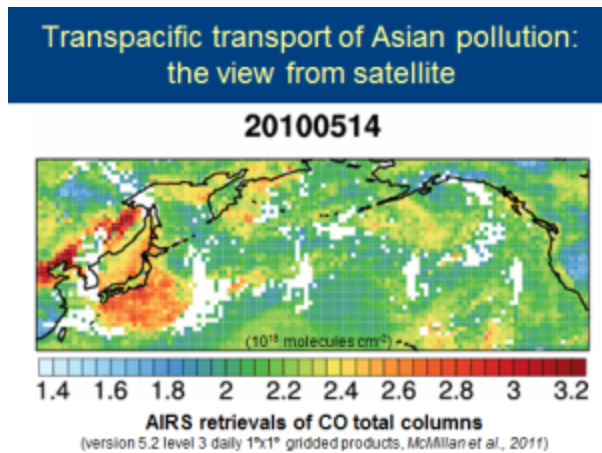 Transpacific transport of Asian pollution:
the view from satellite
20100514
(10¹⁸ molecules cm⁻²)
1.4 1.6 1.8 2 2.2 2.4 2.6 2.8 3 3.2
AIRS retrievals of CO total columns
(version 5.2 level 3 daily 1°x1° gridded products, McMillan et al., 2011)